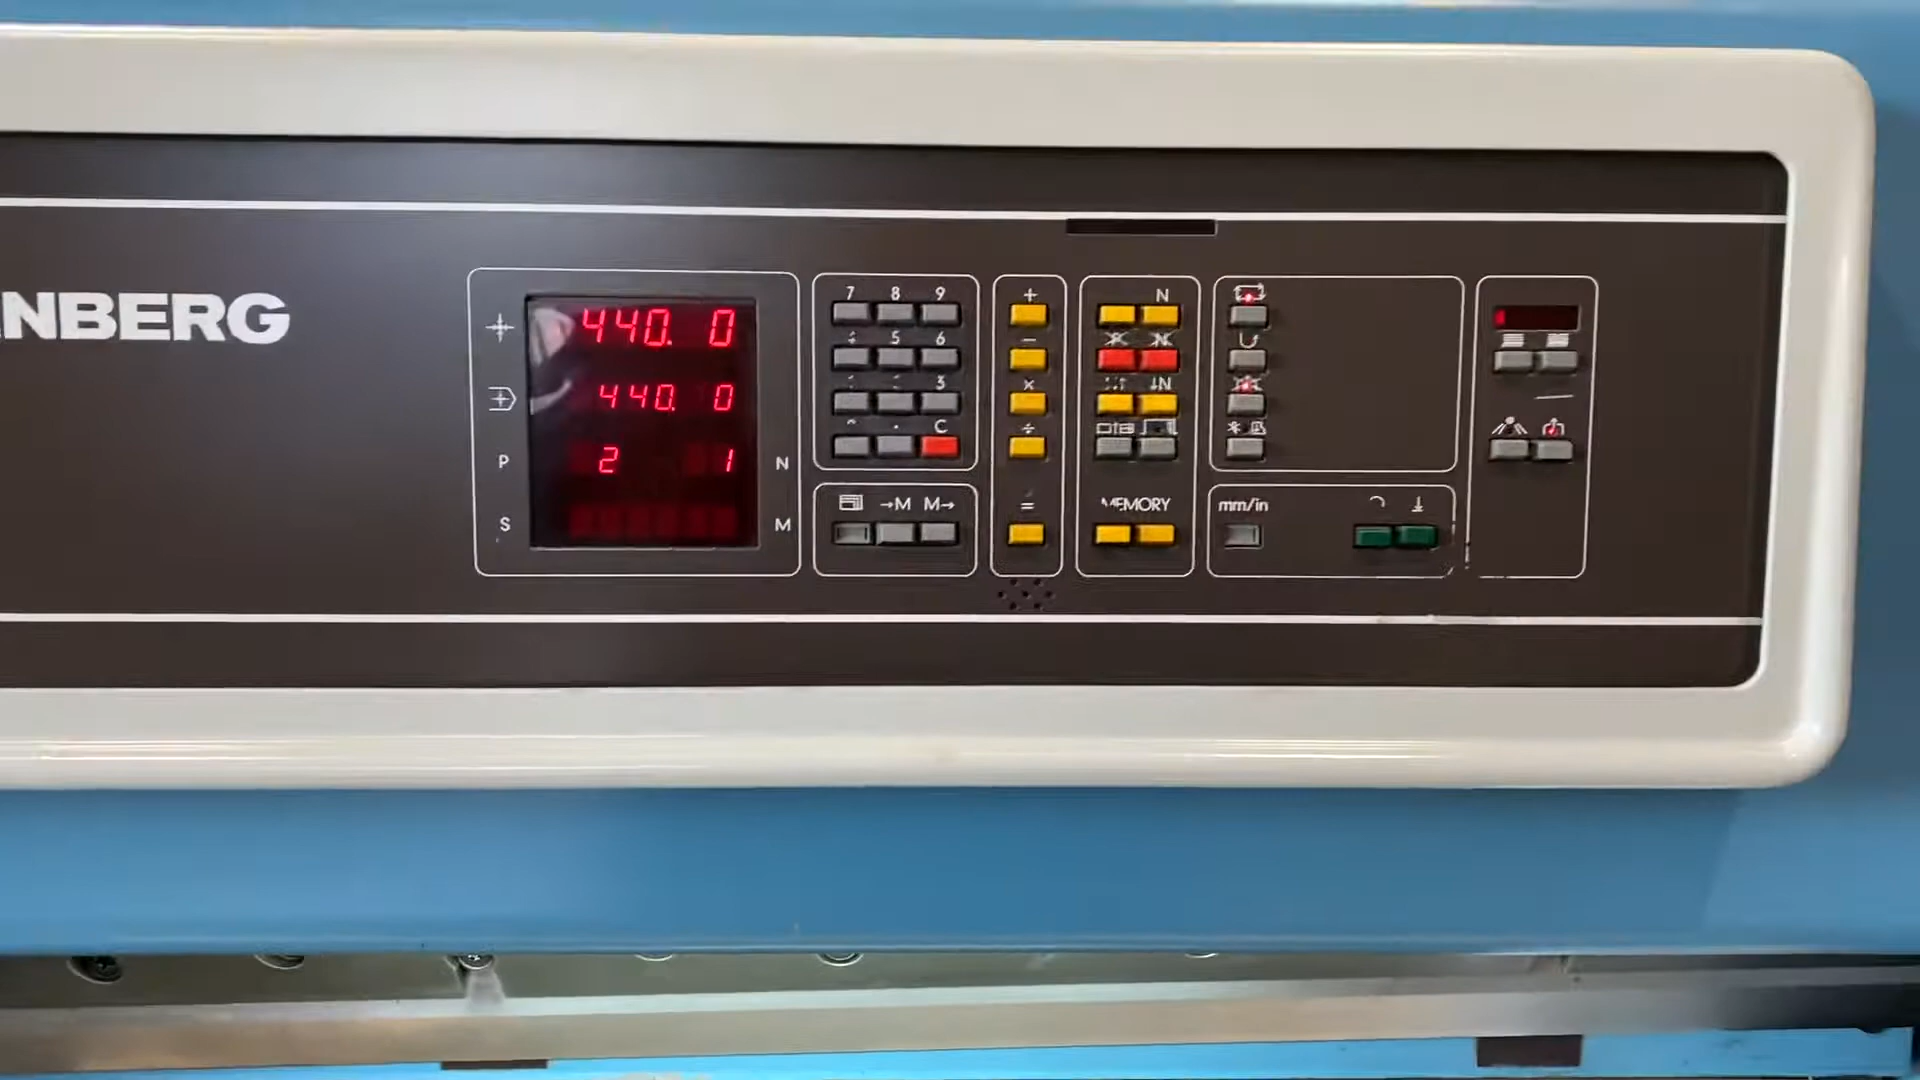 NBERG
440. 0
440. 0
P 2 1 N
S M
7 8 9
5 6
3
C
→M M→
+
−
×
÷
=
N
N
↓N
MEMORY
mm/in